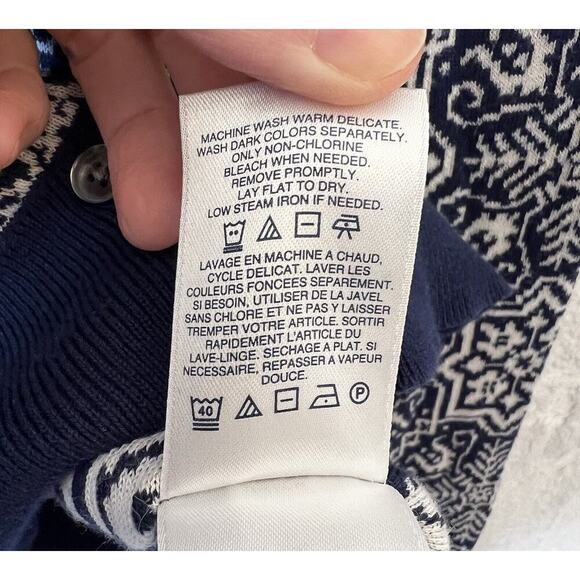 MACHINE WASH WARM DELICATE.
WASH DARK COLORS SEPARATELY.
ONLY NON-CHLORINE
BLEACH WHEN NEEDED.
REMOVE PROMPTLY.
LAY FLAT TO DRY.
LOW STEAM IRON IF NEEDED.
LAVAGE EN MACHINE A CHAUD,
CYCLE DELICAT. LAVER LES
COULEURS FONCEES SEPAREMENT.
SI BESOIN, UTILISER DE LA JAVEL
SANS CHLORE ET NE PAS Y LAISSER
TREMPER VOTRE ARTICLE. SORTIR
RAPIDEMENT L'ARTICLE DU
LAVE-LINGE. SECHAGE A PLAT. SI
NECESSAIRE, REPASSER A VAPEUR
DOUCE.
40 P